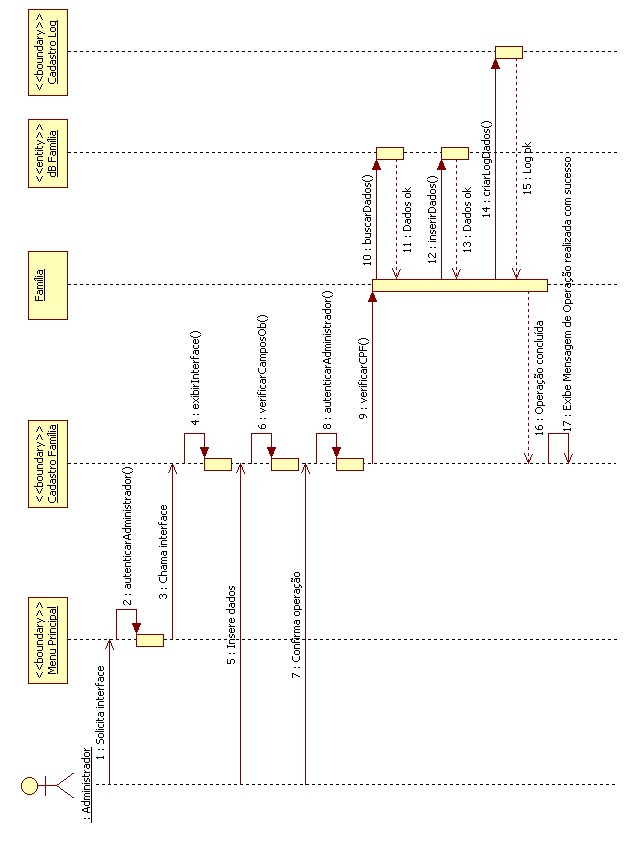 : Administrador
<<boundary>>
Menu Principal
<<boundary>>
Cadastro Família
Família
<<entity>>
dB Família
<<boundary>>
Cadastro Log
1 : Solicita interface
2 : autenticarAdministrador()
3 : Chama interface
4 : exibirInterface()
5 : Insere dados
6 : verificarCamposOb()
7 : Confirma operação
8 : autenticarAdministrador()
9 : verificarCPF()
10 : buscarDados()
11 : Dados ok
12 : inserirDados()
13 : Dados ok
14 : criarLogDados()
15 : Log ok
16 : Operação concluída
17 : Exibe Mensagem de Operação realizada com sucesso